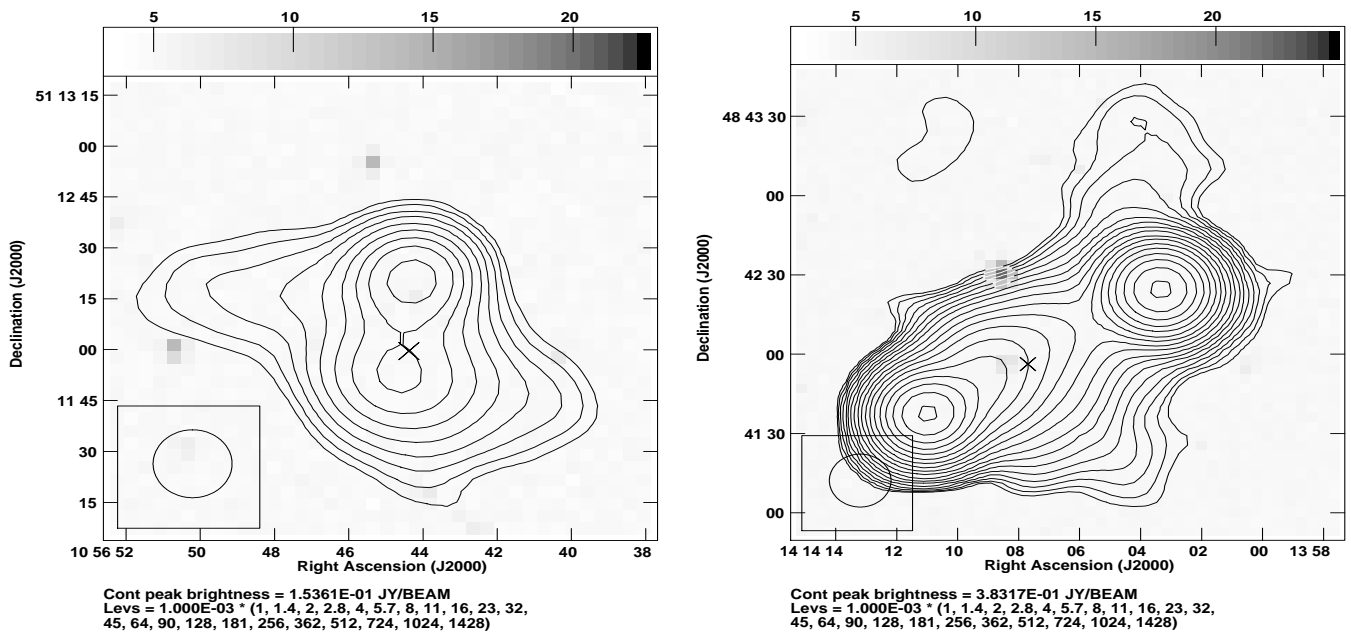 5 10 15 20
51 13 15
00
12 45
30
15
00
11 45
30
15
Declination (J2000)
10 56 52 50 48 46 44 42 40 38
Right Ascension (J2000)
Cont peak brightness = 1.5361E-01 JY/BEAM
Levs = 1.000E-03 * (1, 1.4, 2, 2.8, 4, 5.7, 8, 11, 16, 23, 32,
45, 64, 90, 128, 181, 256, 362, 512, 724, 1024, 1428)
5 10 15 20
48 43 30
00
42 30
00
41 30
00
Declination (J2000)
14 14 14 12 10 08 06 04 02 00 13 58
Right Ascension (J2000)
Cont peak brightness = 3.8317E-01 JY/BEAM
Levs = 1.000E-03 * (1, 1.4, 2, 2.8, 4, 5.7, 8, 11, 16, 23, 32,
45, 64, 90, 128, 181, 256, 362, 512, 724, 1024, 1428)